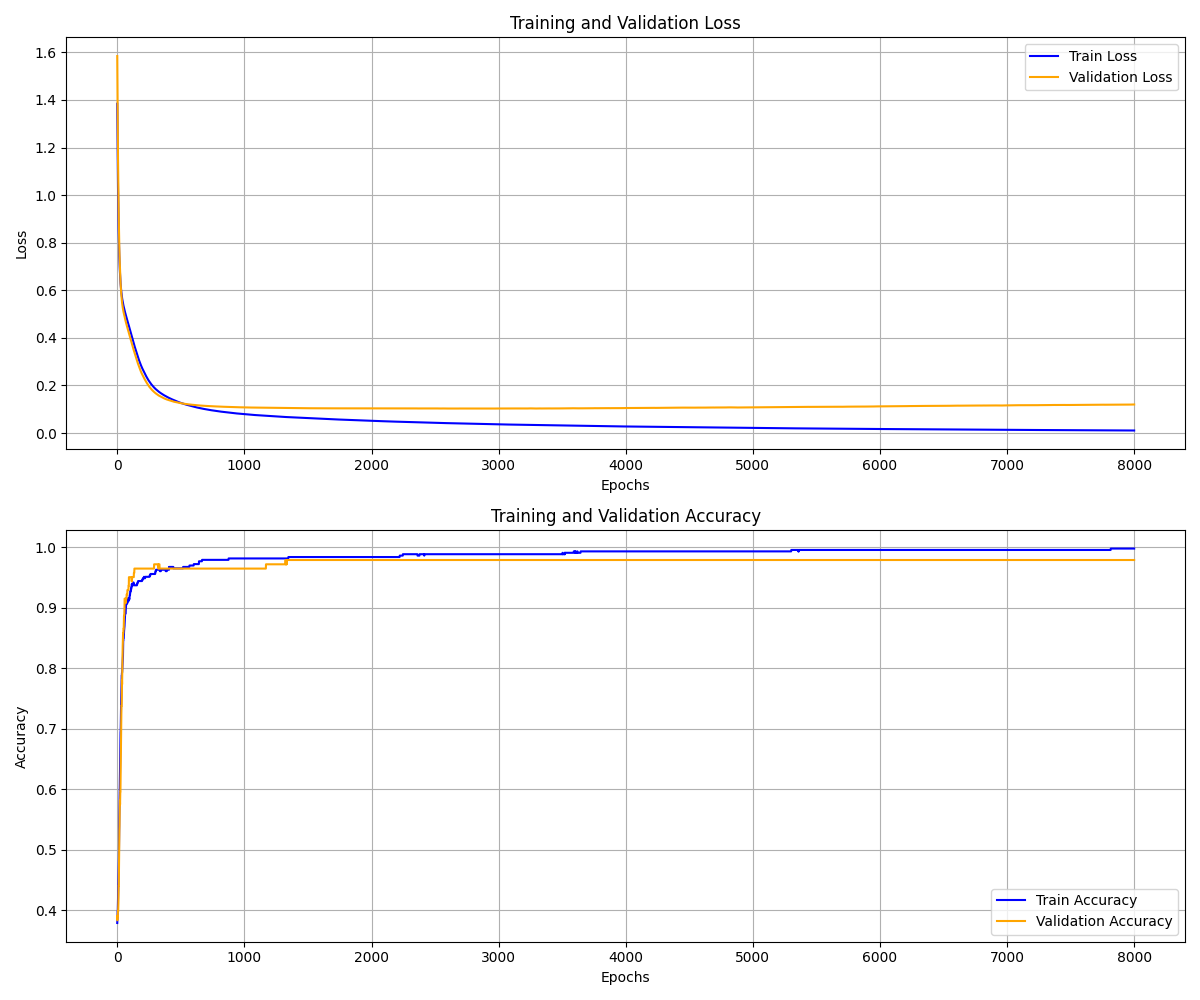 Training and Validation Loss
1.6
1.4
1.2
1.0
0.8
0.6
0.4
0.2
0.0
Loss
Train Loss
Validation Loss
0 1000 2000 3000 4000 5000 6000 7000 8000
Epochs
Training and Validation Accuracy
1.0
0.9
0.8
0.7
0.6
0.5
0.4
Accuracy
Train Accuracy
Validation Accuracy
0 1000 2000 3000 4000 5000 6000 7000 8000
Epochs